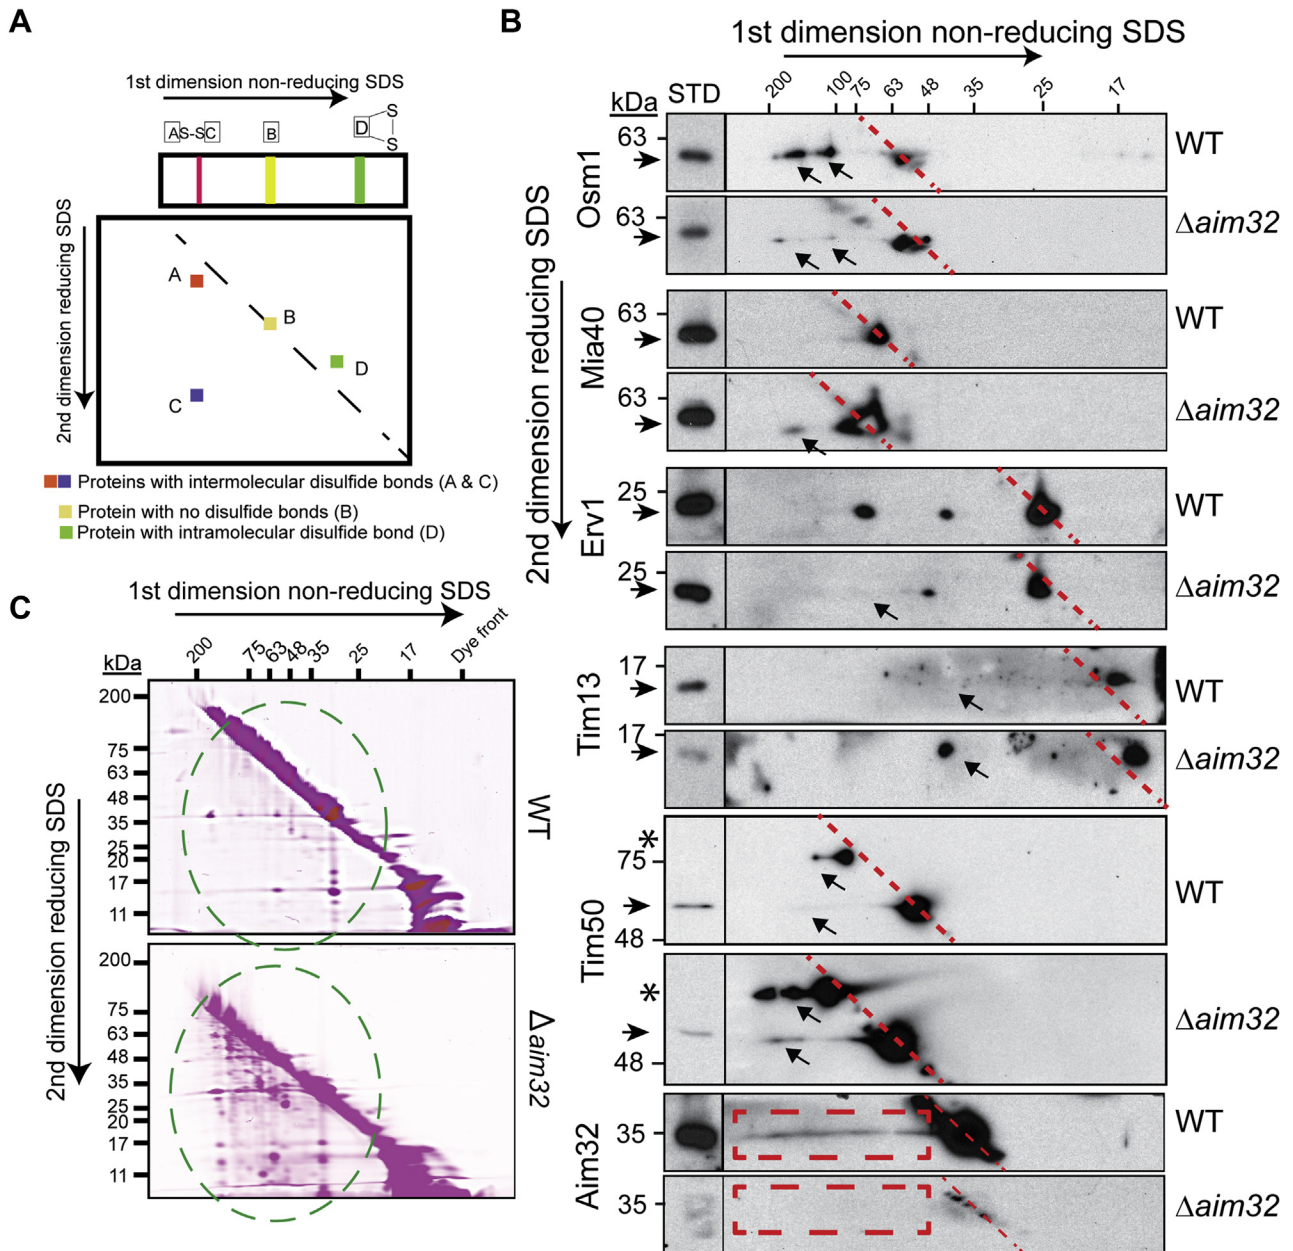 A
1st dimension non-reducing SDS
A S-S C
B
D
S
S
2nd dimension reducing SDS
A
B
D
C
Proteins with intermolecular disulfide bonds (A & C)
Protein with no disulfide bonds (B)
Protein with intramolecular disulfide bond (D)
B
1st dimension non-reducing SDS
kDa
STD
200
100
75
63
48
35
25
17
2nd dimension reducing SDS
Osm1
63
WT
63
Δaim32
Mia40
63
WT
63
Δaim32
Erv1
25
WT
25
Δaim32
Tim13
17
WT
17
Δaim32
Tim50
*
75
48
WT
*
48
Δaim32
Aim32
35
WT
35
Δaim32
C
1st dimension non-reducing SDS
kDa
200
75
63
48
35
25
17
Dye front
2nd dimension reducing SDS
200
75
63
48
35
25
20
17
11
WT
200
75
63
48
35
25
20
17
11
Δaim32